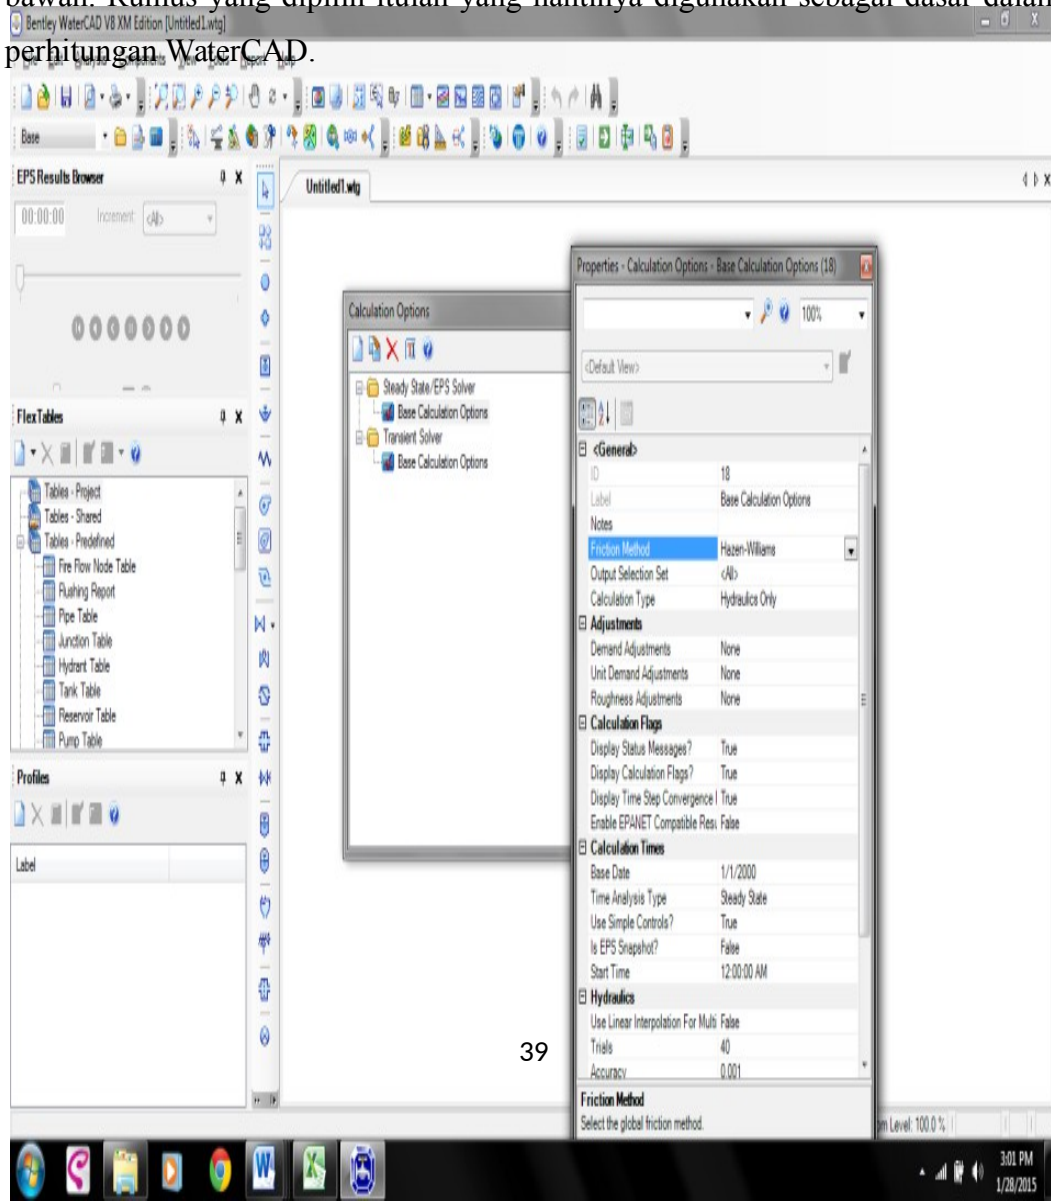 bawah. Rumus yang dipilih itulah yang nantinya digunakan sebagai dasar dalam
Bentley WaterCAD V8 XM Edition [Untitled1.wtg]
perhitungan WaterCAD.
Base
EPS Results Browser
Untitled1.wtg
00:00:00 Increment: <All>
Properties - Calculation Options - Base Calculation Options (18)
Calculation Options
100%
<Default View>
Steady State/EPS Solver
Base Calculation Options
Transient Solver
Base Calculation Options
FlexTables
Tables - Project
Tables - Shared
Tables - Predefined
Fire Flow Node Table
Flushing Report
Pipe Table
Junction Table
Hydrant Table
Tank Table
Reservoir Table
Pump Table
<General>
ID 18
Label Base Calculation Options
Notes
Friction Method Hazen-Williams
Output Selection Set <All>
Calculation Type Hydraulics Only
Adjustments
Demand Adjustments None
Unit Demand Adjustments None
Roughness Adjustments None
Calculation Flags
Display Status Messages? True
Display Calculation Flags? True
Display Time Step Convergence True
Enable EPANET Compatible Resu False
Calculation Times
Base Date 1/1/2000
Time Analysis Type Steady State
Use Simple Controls? True
Is EPS Snapshot? False
Start Time 12:00:00 AM
Hydraulics
Use Linear Interpolation For Multi False
Trials 40
Accuracy 0.001
Profiles
Label
39
Friction Method
Select the global friction method.
om Level: 100.0 %
3:01 PM
1/28/2015